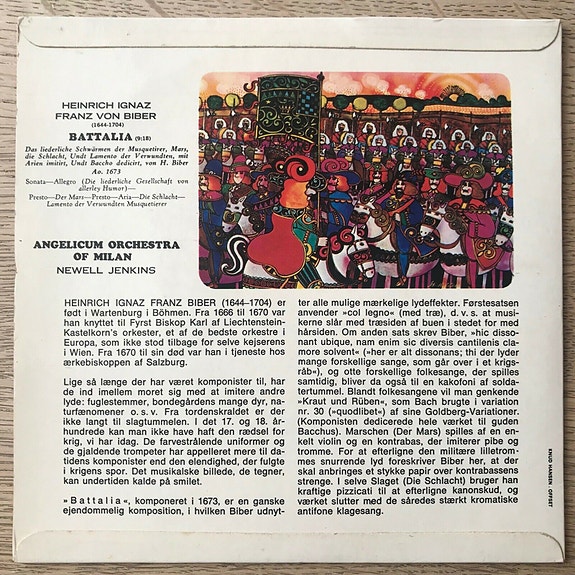 HEINRICH IGNAZ
FRANZ VON BIBER
(1644-1704)
BATTALIA (9:18)
Das liederliche Schwärmen der Musquetirer, Mars,
die Schlacht, Undt Lamento der Verwundten, mit
Arien imitirt, Undt Baccho dedicirt, von H. Biber
Ao. 1673
Sonata—Allegro (Die liederliche Gesellschaft von
allerley Humor)—
Presto—Der Mars—Presto—Aria—Die Schlacht—
Lamento der Verwundten Musquetierer
ANGELICUM ORCHESTRA
OF MILAN
NEWELL JENKINS
HEINRICH IGNAZ FRANZ BIBER (1644–1704) er
født i Wartenburg i Böhmen. Fra 1666 til 1670 var
han knyttet til Fyrst Biskop Karl af Liechtenstein-
Kastelkorn's orkester, et af de bedste orkestre i
Europa, som ikke stod tilbage for selve kejserens
i Wien. Fra 1670 til sin død var han i tjeneste hos
ærkebiskoppen af Salzburg.
Lige så længe der har været komponister til, har
de ind imellem moret sig med at imitere andre
lyde: fuglestemmer, bondegårdens mange dyr, na-
turfænomener o. s. v. Fra tordenskraldet er der
ikke langt til slagtummelen. I det 17. og 18. år-
hundrede kan man ikke have haft den rædsel for
krig, vi har idag. De farvestrålende uniformer og
de gjaldende trompeter har appelleret mere til da-
tidens komponister end den elendighed, der fulgte
i krigens spor. Det musikalske billede, de tegner,
kan undertiden kalde på smilet.
»Battalia«, komponeret i 1673, er en ganske
ejendommelig komposition, i hvilken Biber udnyt-
ter alle mulige mærkelige lydeffekter. Førstesatsen
anvender »col legno« (med træ), d. v. s. at musi-
kerne slår med træsiden af buen i stedet for med
hårsiden. Om anden sats skrev Biber, »hic disso-
nant ubique, nam enim sic diversis cantilenis cla-
more solvent« (»her er alt dissonans; thi der lyder
mange forskellige sange, som går over i et krigs-
råb«), og otte forskellige folkesange, der spilles
samtidig, bliver da også til en kakofoni af solda-
tertummel. Blandt folkesangene vil man genkende
»Kraut und Rüben«, som Bach brugte i variation
nr. 30 (»quodlibet«) af sine Goldberg-Variationer.
(Komponisten dedicerede hele værket til guden
Bacchus). Marschen (Der Mars) spilles af en en-
kelt violin og en kontrabas, der imiterer pibe og
tromme. For at efterligne den militære lilletrom-
mes snurrende lyd foreskriver Biber her, at der
skal anbringes et stykke papir over kontrabassens
strenge. I selve Slaget (Die Schlacht) bruger han
kraftige pizzicati til at efterligne kanonskud, og
værket slutter med de såredes stærkt kromatiske
antifone klagesang.
KNUD HANSEN . OFFSET